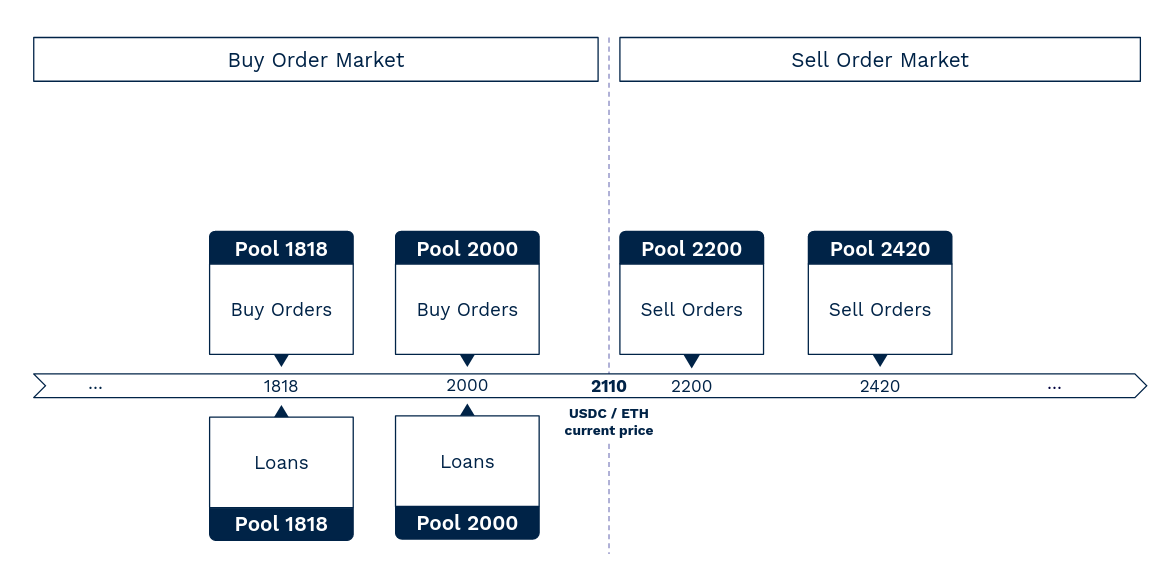 Buy Order Market
Sell Order Market
Pool 1818
Pool 2000
Pool 2200
Pool 2420
Buy Orders
Buy Orders
Sell Orders
Sell Orders
...
1818
2000
2110
2200
2420
...
USDC / ETH
current price
Loans
Loans
Pool 1818
Pool 2000